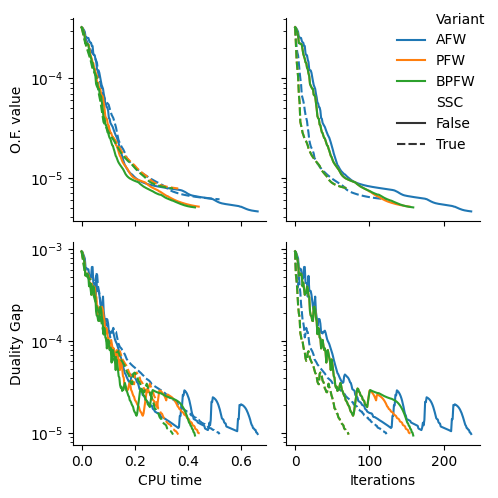 Variant
AFW
PFW
BPFW
SSC
False
True
O.F. value
10⁻⁴
10⁻⁵
Duality Gap
10⁻³
10⁻⁴
10⁻⁵
0.0 0.2 0.4 0.6
0 100 200
CPU time
Iterations